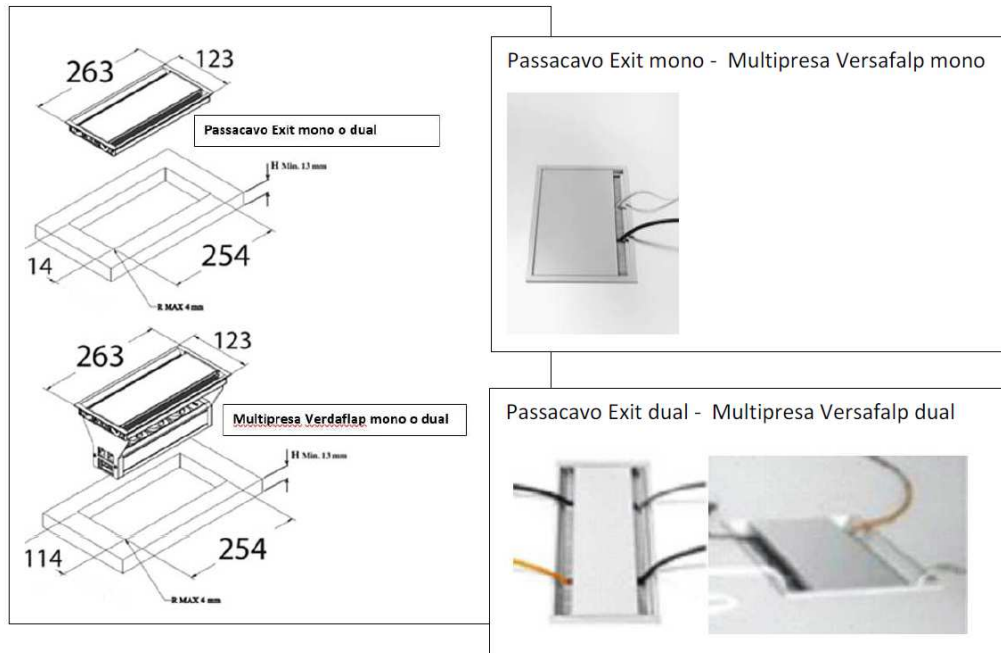 263
123
Passacavo Exit mono o dual
H Min. 13 mm
14
254
R MAX 4 mm
263
123
Multipresa Verdaflap mono o dual
H Min. 13 mm
114
254
R MAX 4 mm
Passacavo Exit mono - Multipresa Versafalp mono
Passacavo Exit dual - Multipresa Versafalp dual